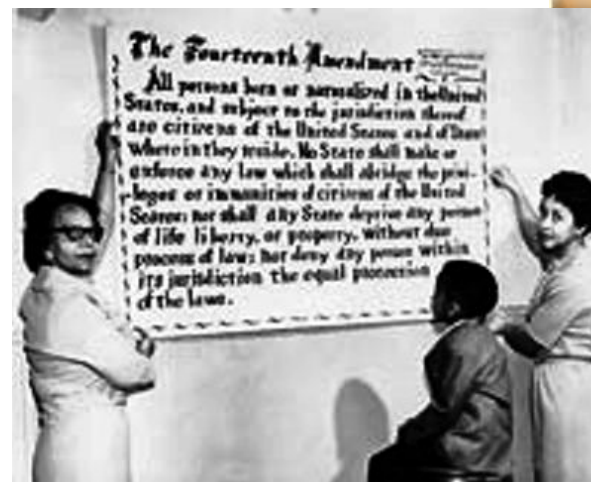 The Fourteenth Amendment
All persons born or naturalized in the United
States, and subject to the jurisdiction thereof
are citizens of the United States and of State
wherein they reside. No State shall make or
enforce any law which shall abridge the privi-
leges or immunities of citizens of the United
States; nor shall any State deprive any person
of life liberty, or property, without due
process of law; nor deny any person within
its jurisdiction the equal protection
of the laws.